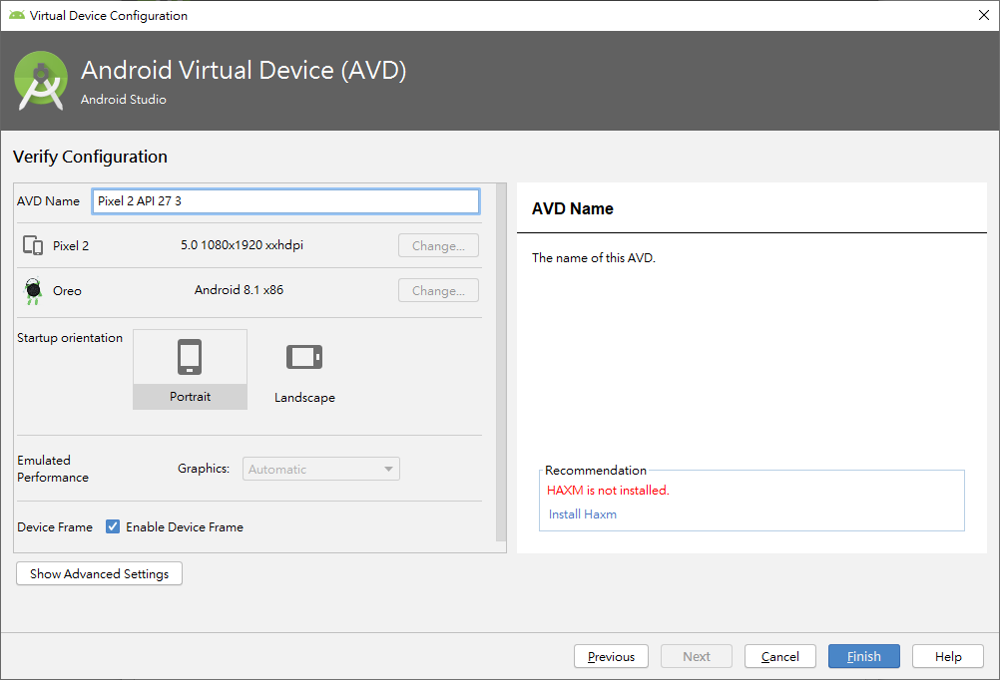 Virtual Device Configuration
Android Virtual Device (AVD)
Android Studio
Verify Configuration
AVD Name
Pixel 2 API 27 3
Pixel 2
5.0 1080x1920 xxhdpi
Change...
Oreo
Android 8.1 x86
Change...
Startup orientation
Portrait
Landscape
Emulated
Performance
Graphics:
Automatic
Device Frame
Enable Device Frame
Show Advanced Settings
AVD Name
The name of this AVD.
Recommendation
HAXM is not installed.
Install Haxm
Previous
Next
Cancel
Finish
Help